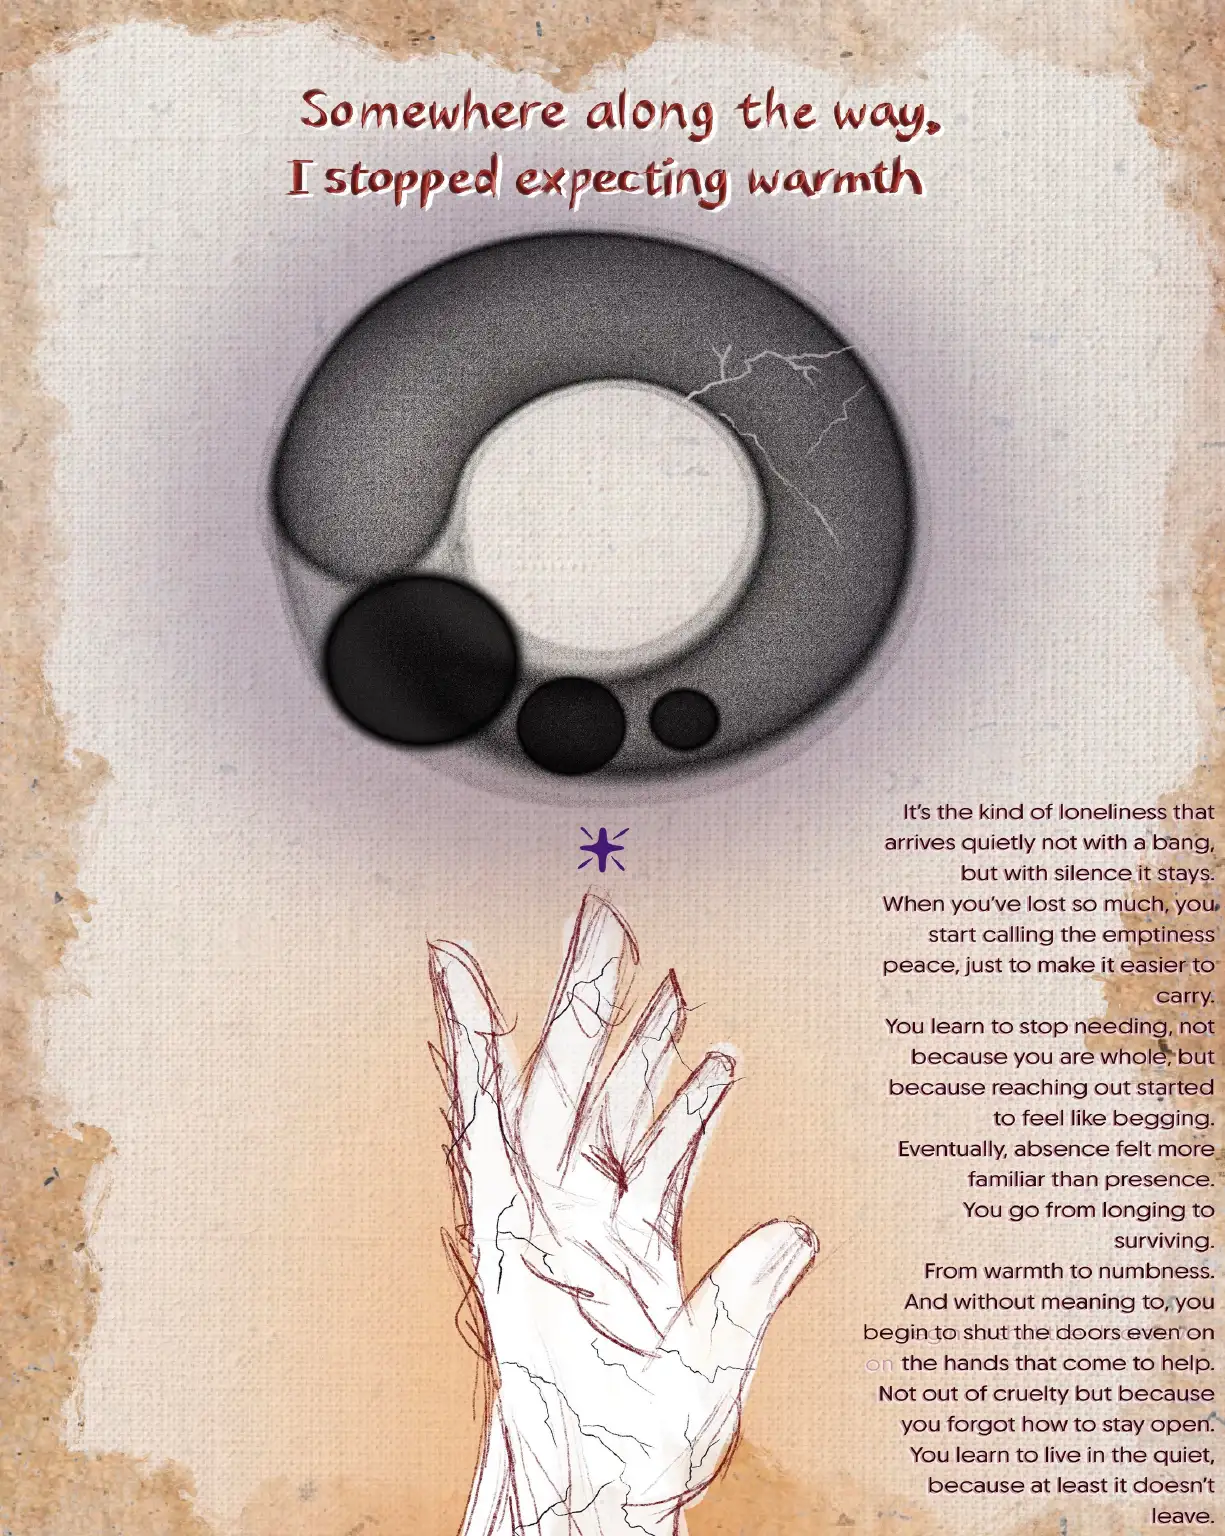 Somewhere along the way,
I stopped expecting warmth
It's the kind of loneliness that
arrives quietly not with a bang,
but with silence it stays.
When you've lost so much, you
start calling the emptiness
peace, just to make it easier to
carry.
You learn to stop needing, not
because you are whole, but
because reaching out started
to feel like begging.
Eventually, absence felt more
familiar than presence.
You go from longing to
surviving.
From warmth to numbness.
And without meaning to, you
begin to shut the doors even on
on the hands that come to help.
Not out of cruelty but because
you forgot how to stay open.
You learn to live in the quiet,
because at least it doesn't
leave.